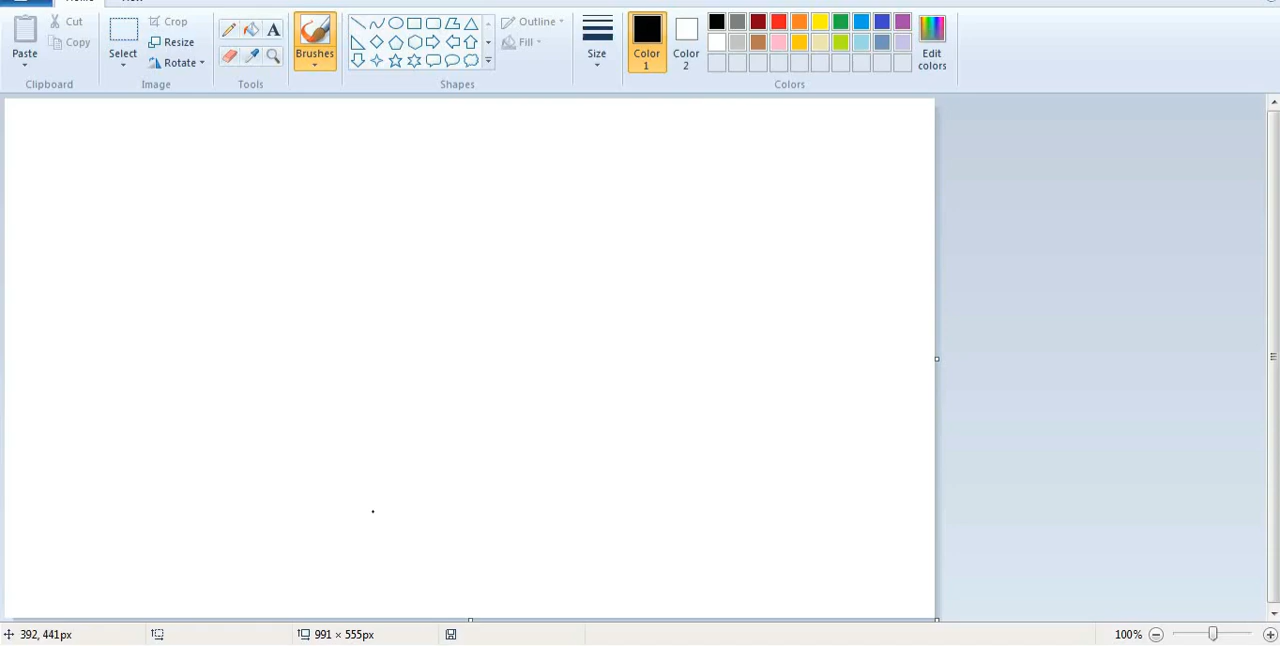 Paste
Cut
Copy
Clipboard
Select
Crop
Resize
Rotate
Image
A
Tools
Brushes
Shapes
Outline
Fill
Size
Color
1
Color
2
Edit
colors
Colors
392, 441px
991 × 555px
100%